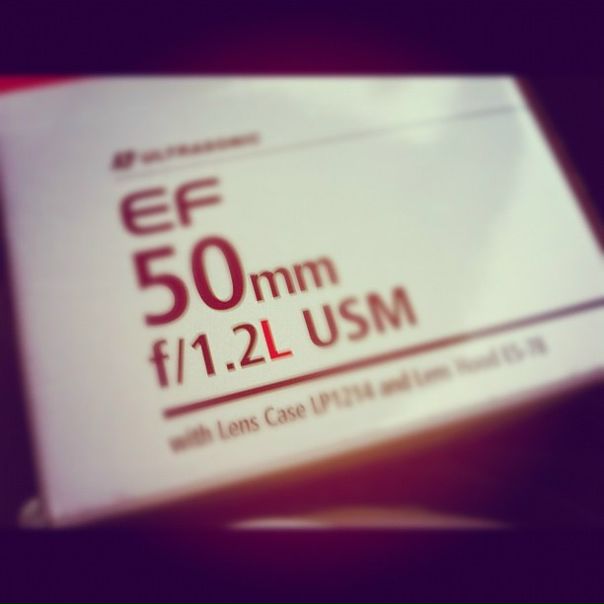 ULTRASONIC
EF
50mm
f/1.2L USM
with Lens Case LP1214 and Lens Hood ES-78